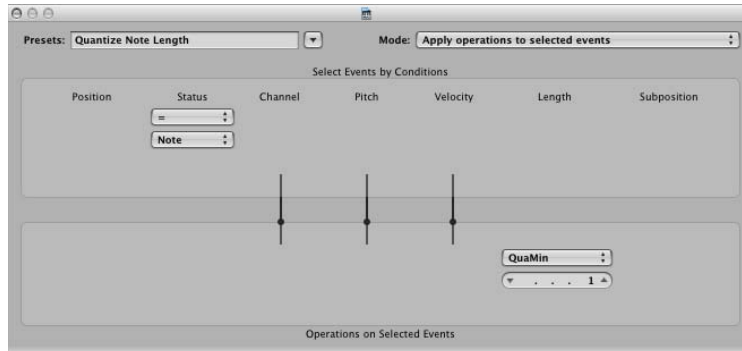 Presets: Quantize Note Length Mode: Apply operations to selected events
Select Events by Conditions
Position Status Channel Pitch Velocity Length Subposition
=
Note
QuaMin
. . . 1
Operations on Selected Events